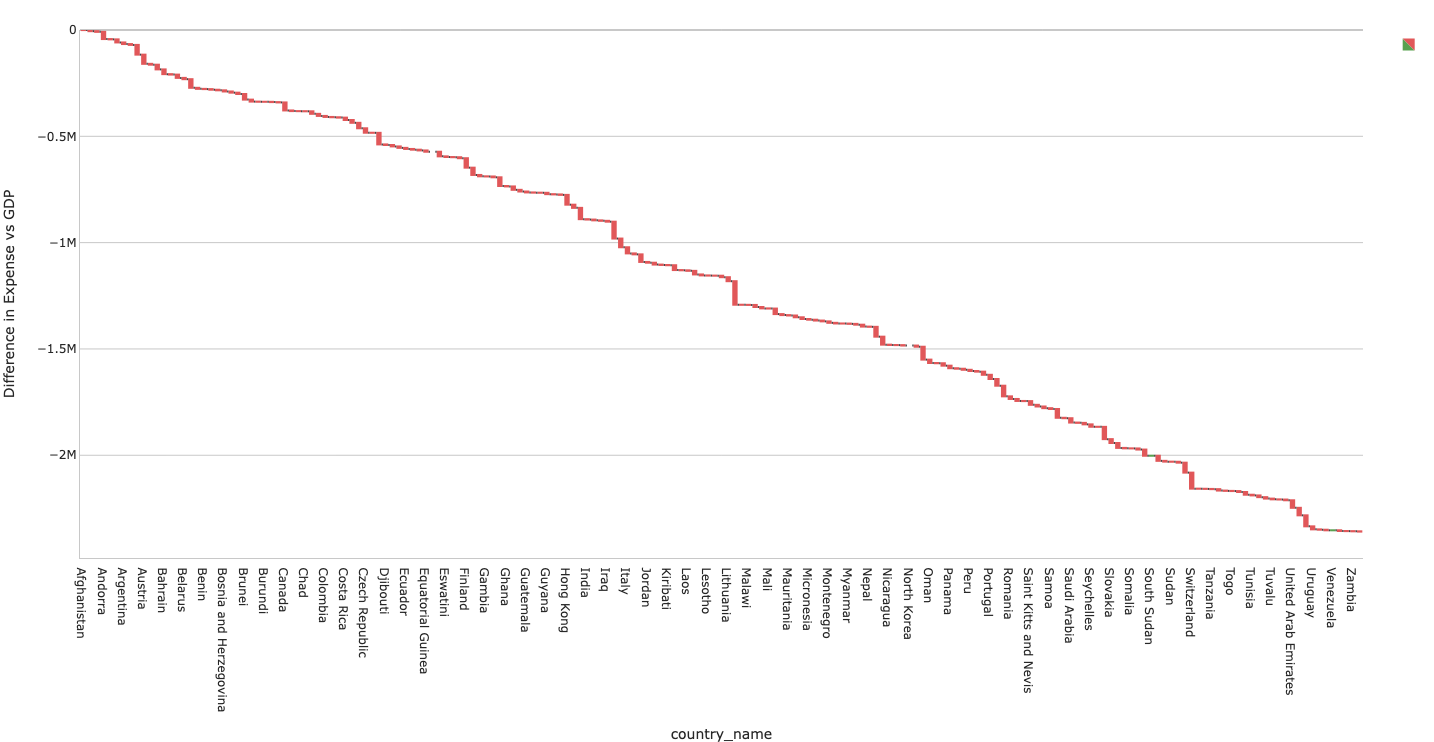 0
−0.5M
−1M
−1.5M
−2M
Difference in Expense vs GDP
Afghanistan
Andorra
Argentina
Austria
Bahrain
Belarus
Benin
Bosnia and Herzegovina
Brunei
Burundi
Canada
Chad
Colombia
Costa Rica
Czech Republic
Djibouti
Ecuador
Equatorial Guinea
Eswatini
Finland
Gambia
Ghana
Guatemala
Guyana
Hong Kong
India
Iraq
Italy
Jordan
Kiribati
Laos
Lesotho
Lithuania
Malawi
Mali
Mauritania
Micronesia
Montenegro
Myanmar
Nepal
Nicaragua
North Korea
Oman
Panama
Peru
Portugal
Romania
Saint Kitts and Nevis
Samoa
Saudi Arabia
Seychelles
Slovakia
Somalia
South Sudan
Sudan
Switzerland
Tanzania
Togo
Tunisia
Tuvalu
United Arab Emirates
Uruguay
Venezuela
Zambia
country_name